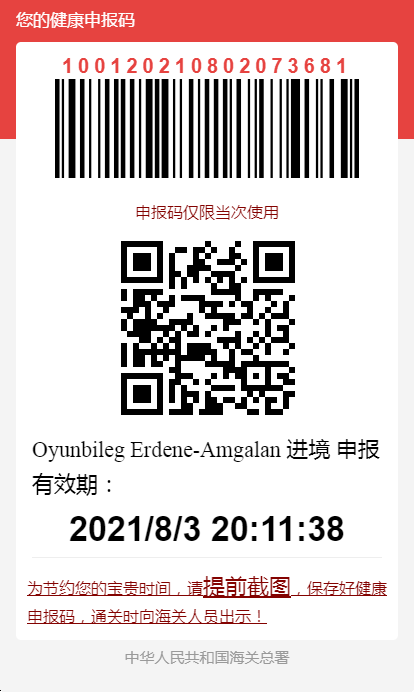 您的健康申报码
100120210802073681
申报码仅限当次使用
Oyunbileg Erdene-Amgalan 进境 申报
有效期：
2021/8/3 20:11:38
为节约您的宝贵时间，请提前截图，保存好健康
申报码，通关时向海关人员出示！
中华人民共和国海关总署